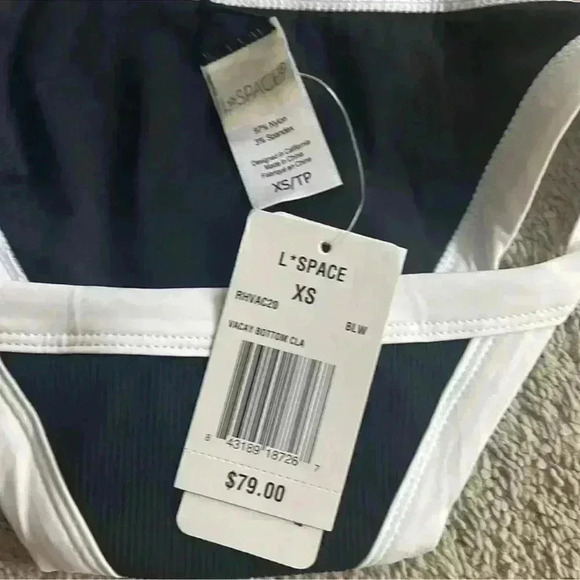 L*SPACE®
97% Nylon
3% Spandex
Designed in California
Made in China
Fabriqué en Chine
XS/TP
L*SPACE
XS
RHVAC20 BLW
VACAY BOTTOM CLA
8 43189 18726 7
$79.00